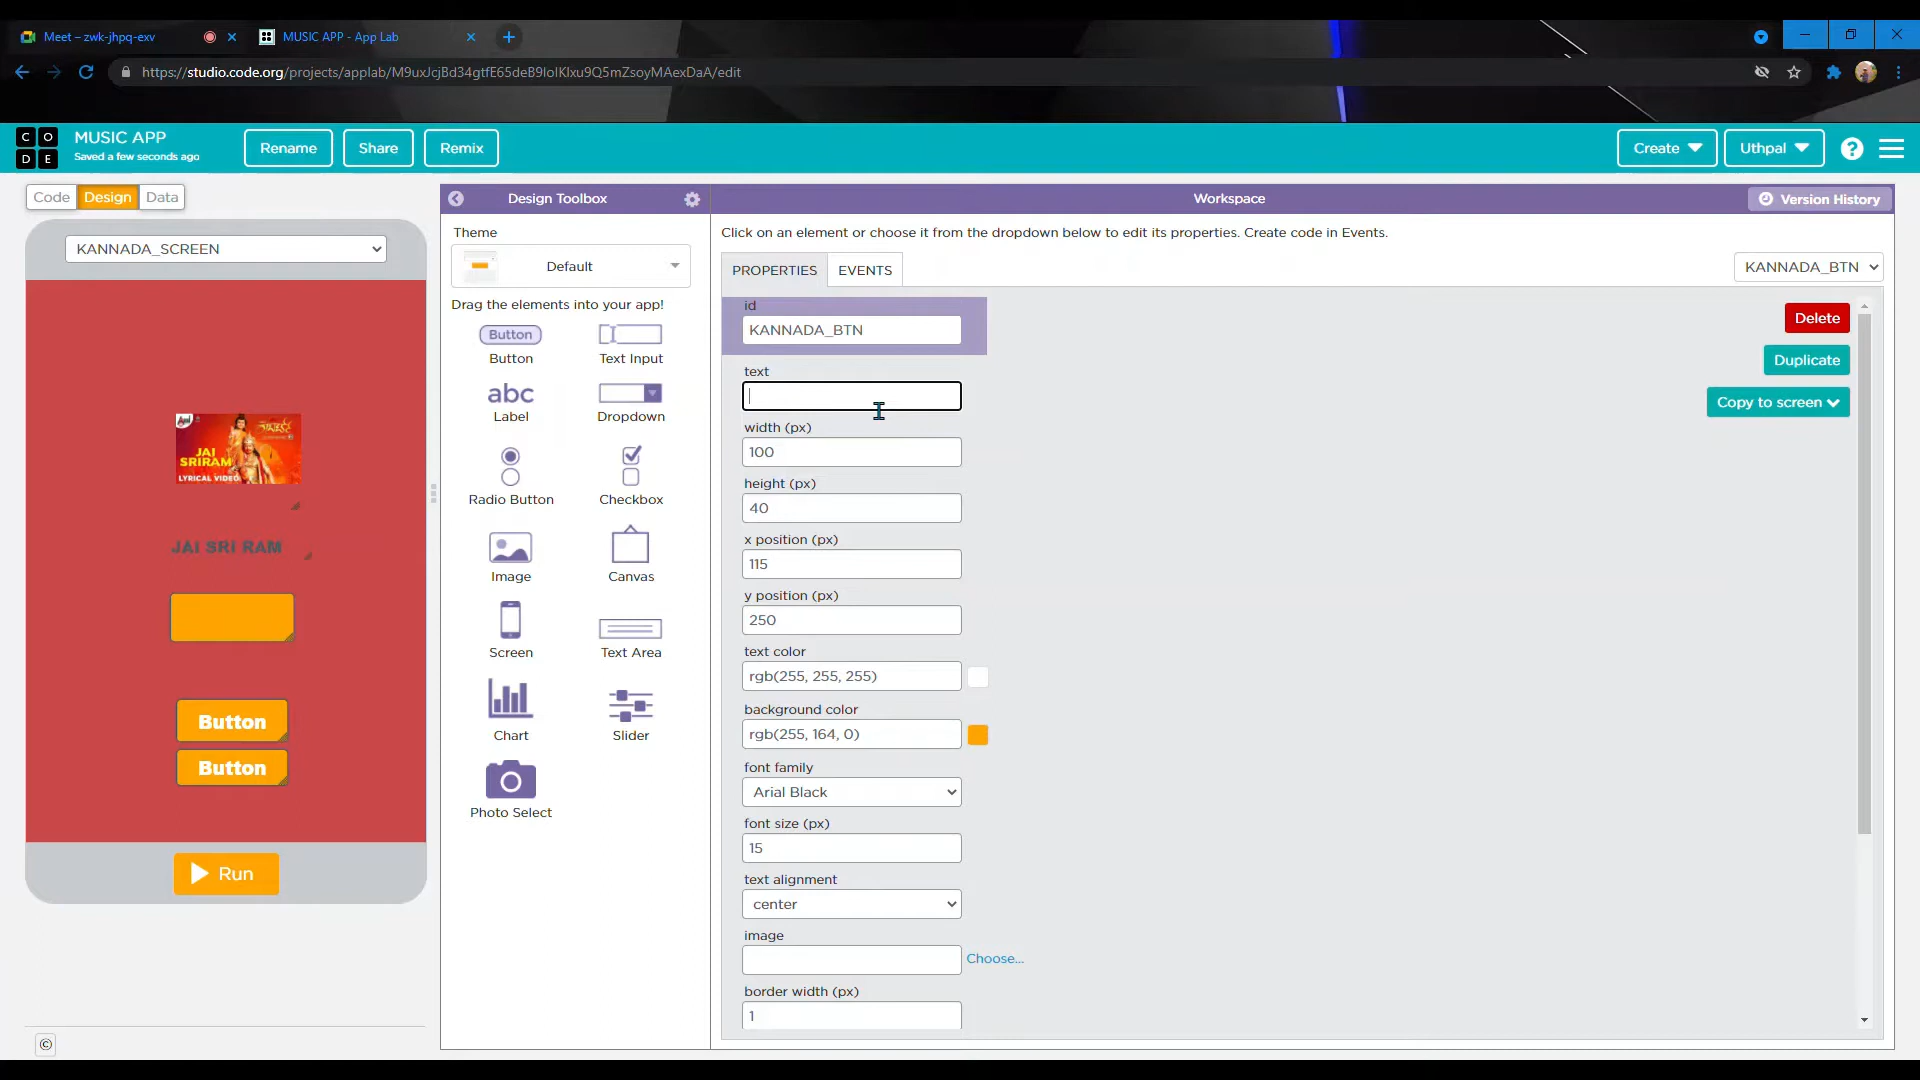 Meet – zwk-jhpq-exv
MUSIC APP - App Lab
https://studio.code.org/projects/applab/M9uxJcjBd34gtfE65deB9IoIKlxu9Q5mZsoyMAexDaA/edit
C O
D E
MUSIC APP
Saved a few seconds ago
Rename
Share
Remix
Create
Uthpal
?
Code
Design
Data
KANNADA_SCREEN
JAI
SRIRAM
LYRICAL VIDEO
JAI SRI RAM
Button
Button
Run
©
Design Toolbox
Theme
Default
Drag the elements into your app!
Button
Button
Text Input
abc
Label
Dropdown
Radio Button
Checkbox
Image
Canvas
Screen
Text Area
Chart
Slider
Photo Select
Workspace
Version History
Click on an element or choose it from the dropdown below to edit its properties. Create code in Events.
PROPERTIES
EVENTS
KANNADA_BTN
id
KANNADA_BTN
Delete
text
Duplicate
Copy to screen
width (px)
100
height (px)
40
x position (px)
115
y position (px)
250
text color
rgb(255, 255, 255)
background color
rgb(255, 164, 0)
font family
Arial Black
font size (px)
15
text alignment
center
image
Choose...
border width (px)
1